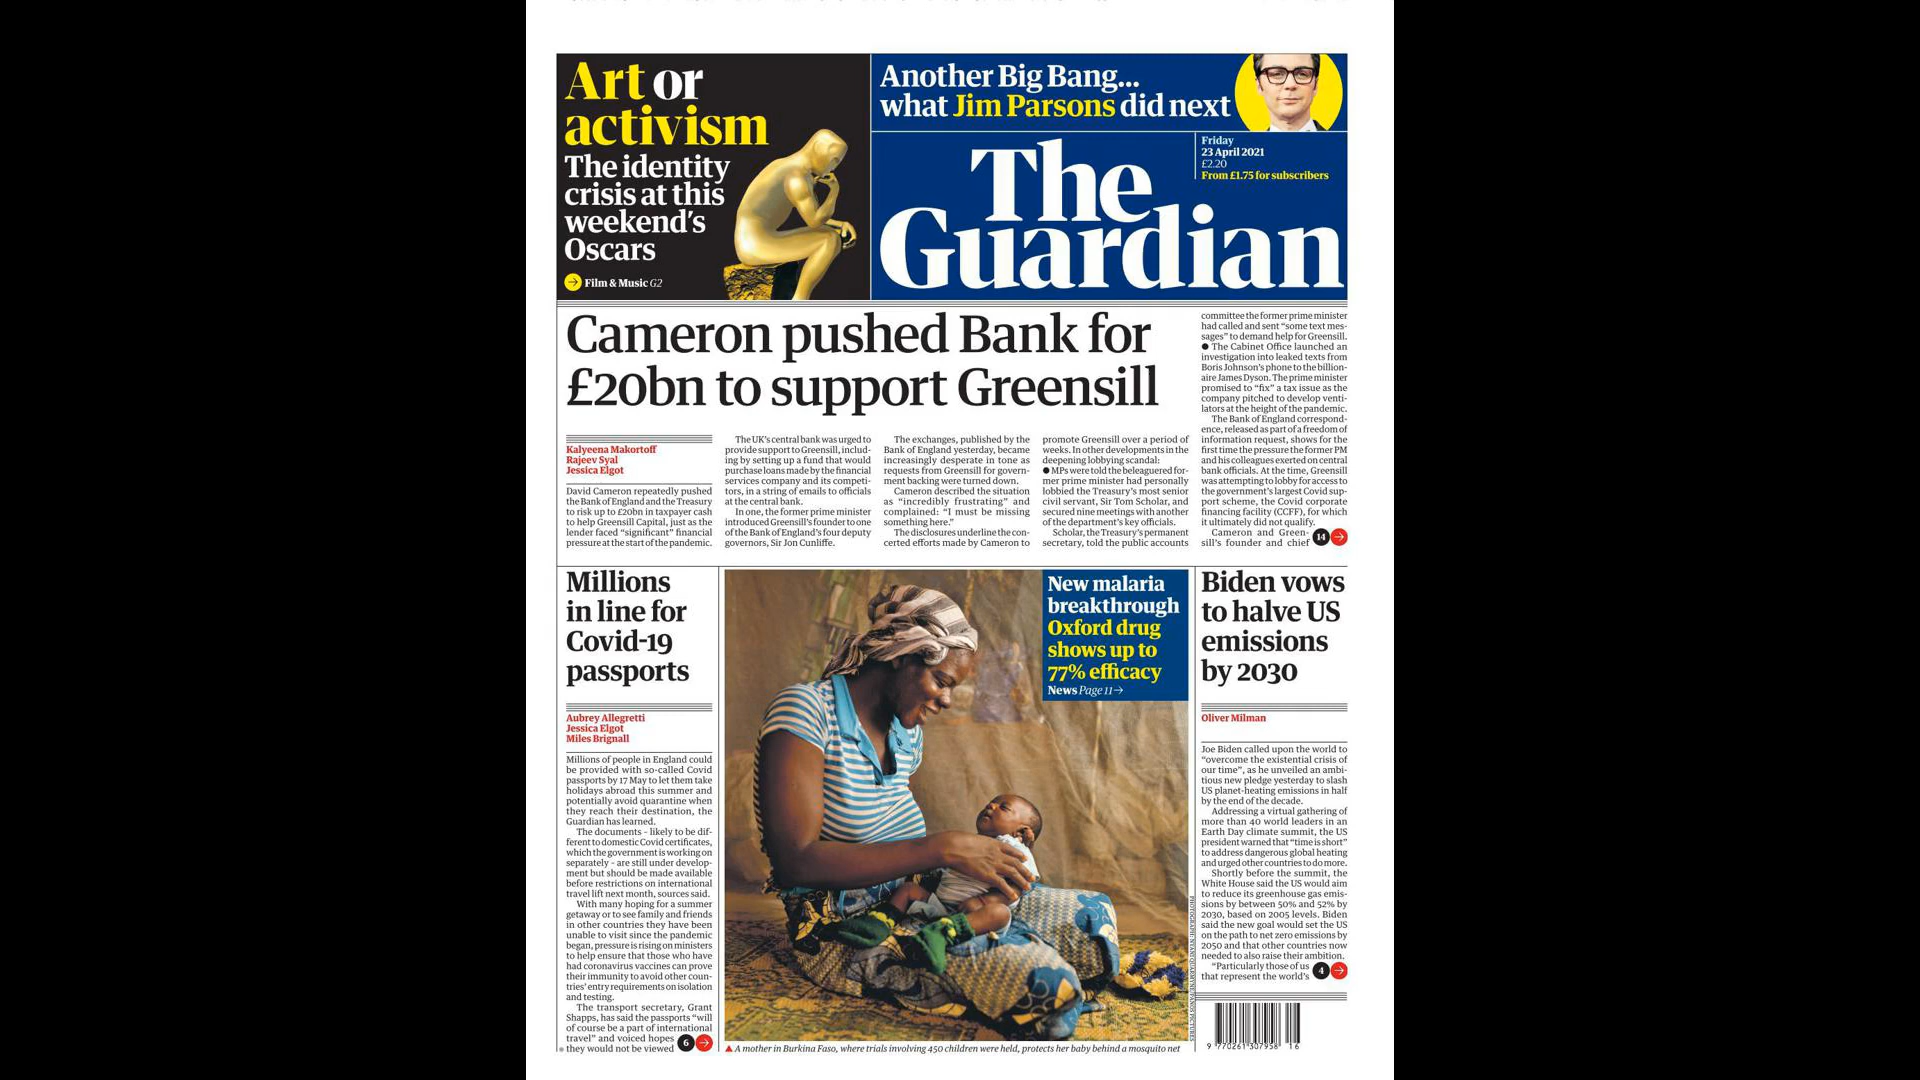 Art or
activism
The identity
crisis at this
weekend's
Oscars
Film & Music G2
Another Big Bang...
what Jim Parsons did next
Friday
23 April 2021
£2.20
From £1.75 for subscribers
The
Guardian
Cameron pushed Bank for
£20bn to support Greensill
Kalyeena Makortoff
Rajeev Syal
Jessica Elgot
David Cameron repeatedly pushed
the Bank of England and the Treasury
to risk up to £20bn in taxpayer cash
to help Greensill Capital, just as the
lender faced “significant” financial
pressure at the start of the pandemic.
The UK's central bank was urged to
provide support to Greensill, includ-
ing by setting up a fund that would
purchase loans made by the financial
services company and its competi-
tors, in a string of emails to officials
at the central bank.
In one, the former prime minister
introduced Greensill's founder to one
of the Bank of England's four deputy
governors, Sir Jon Cunliffe.
The exchanges, published by the
Bank of England yesterday, became
increasingly desperate in tone as
requests from Greensill for govern-
ment backing were turned down.
Cameron described the situation
as “incredibly frustrating” and
complained: “I must be missing
something here.”
The disclosures underline the con-
certed efforts made by Cameron to
promote Greensill over a period of
weeks. In other developments in the
deepening lobbying scandal:
● MPs were told the beleaguered for-
mer prime minister had personally
lobbied the Treasury's most senior
civil servant, Sir Tom Scholar, and
secured nine meetings with another
of the department's key officials.
Scholar, the Treasury's permanent
secretary, told the public accounts
committee the former prime minister
had called and sent “some text mes-
sages” to demand help for Greensill.
● The Cabinet Office launched an
investigation into leaked texts from
Boris Johnson's phone to the billion-
aire James Dyson. The prime minister
promised to “fix” a tax issue as the
company pitched to develop venti-
lators at the height of the pandemic.
The Bank of England correspond-
ence, released as part of a freedom of
information request, shows for the
first time the pressure the former PM
and his colleagues exerted on central
bank officials. At the time, Greensill
was attempting to lobby for access to
the government's largest Covid sup-
port scheme, the Covid corporate
financing facility (CCFF), for which
it ultimately did not qualify.
Cameron and Green-
sill's founder and chief 14
Millions
in line for
Covid-19
passports
Aubrey Allegretti
Jessica Elgot
Miles Brignall
Millions of people in England could
be provided with so-called Covid
passports by 17 May to let them take
holidays abroad this summer and
potentially avoid quarantine when
they reach their destination, the
Guardian has learned.
The documents – likely to be dif-
ferent to domestic Covid certificates,
which the government is working on
separately – are still under develop-
ment but should be made available
before restrictions on international
travel lift next month, sources said.
With many hoping for a summer
getaway or to see family and friends
in other countries they have been
unable to visit since the pandemic
began, pressure is rising on ministers
to help ensure that those who have
had coronavirus vaccines can prove
their immunity to avoid other coun-
tries' entry requirements on isolation
and testing.
The transport secretary, Grant
Shapps, has said the passports “will
of course be a part of international
travel” and voiced hopes
they would not be viewed 6
New malaria
breakthrough
Oxford drug
shows up to
77% efficacy
News Page 11
▲ A mother in Burkina Faso, where trials involving 450 children were held, protects her baby behind a mosquito net
Biden vows
to halve US
emissions
by 2030
Oliver Milman
Joe Biden called upon the world to
“overcome the existential crisis of
our time”, as he unveiled an ambi-
tious new pledge yesterday to slash
US planet-heating emissions in half
by the end of the decade.
Addressing a virtual gathering of
more than 40 world leaders in an
Earth Day climate summit, the US
president warned that “time is short”
to address dangerous global heating
and urged other countries to do more.
Shortly before the summit, the
White House said the US would aim
to reduce its greenhouse gas emis-
sions by between 50% and 52% by
2030, based on 2005 levels. Biden
said the new goal would set the US
on the path to net zero emissions by
2050 and that other countries now
needed to also raise their ambition.
“Particularly those of us
that represent the world's 4
9 770261 307958 16